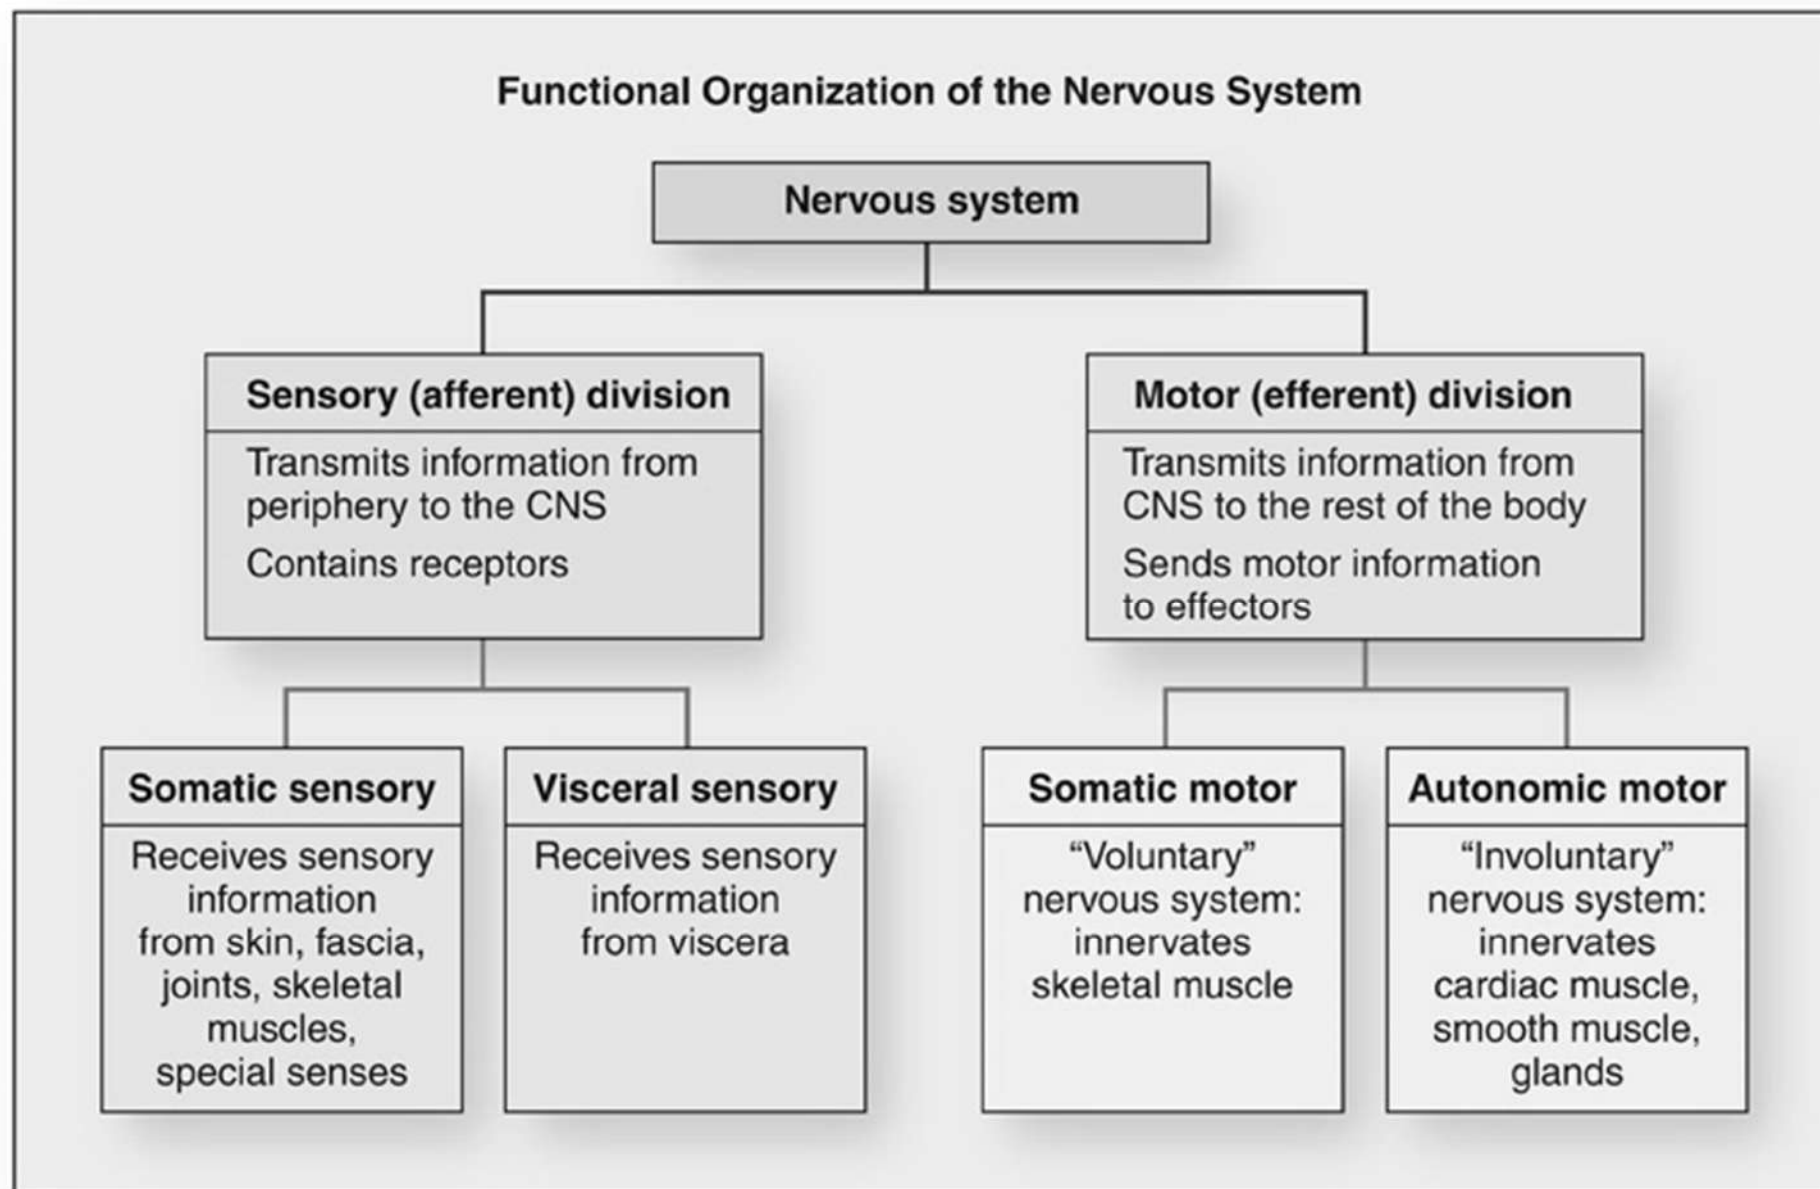 Functional Organization of the Nervous System
Nervous system
Sensory (afferent) division
Transmits information from
periphery to the CNS
Contains receptors
Motor (efferent) division
Transmits information from
CNS to the rest of the body
Sends motor information
to effectors
Somatic sensory
Receives sensory
information
from skin, fascia,
joints, skeletal
muscles,
special senses
Visceral sensory
Receives sensory
information
from viscera
Somatic motor
“Voluntary”
nervous system:
innervates
skeletal muscle
Autonomic motor
“Involuntary”
nervous system:
innervates
cardiac muscle,
smooth muscle,
glands